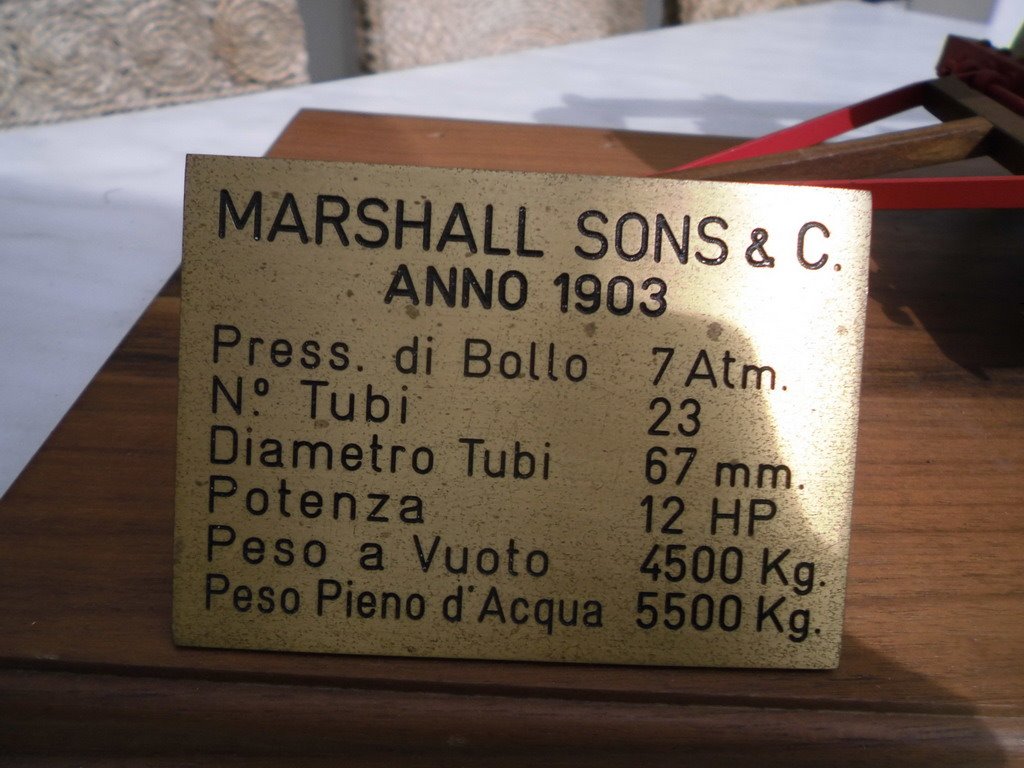 MARSHALL SONS & C.
ANNO 1903
Press. di Bollo 7 Atm.
N.º Tubi 23
Diametro Tubi 67 mm.
Potenza 12 HP
Peso a Vuoto 4500 Kg.
Peso Pieno d'Acqua 5500 Kg.